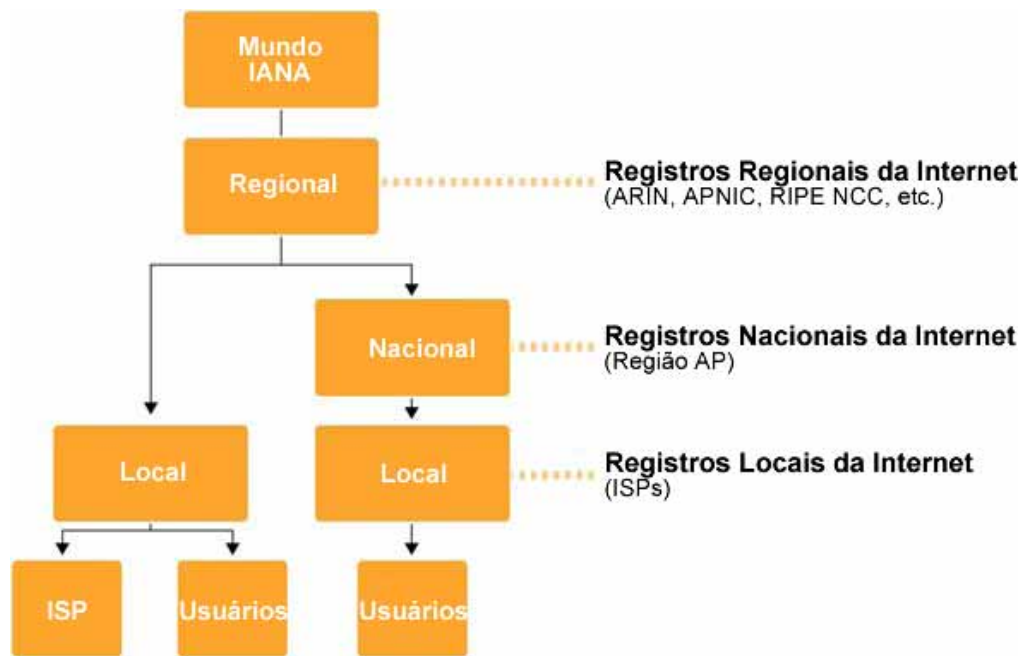 Mundo
IANA
Regional
Registros Regionais da Internet
(ARIN, APNIC, RIPE NCC, etc.)
Nacional
Registros Nacionais da Internet
(Região AP)
Local
Local
Registros Locais da Internet
(ISPs)
ISP
Usuários
Usuários